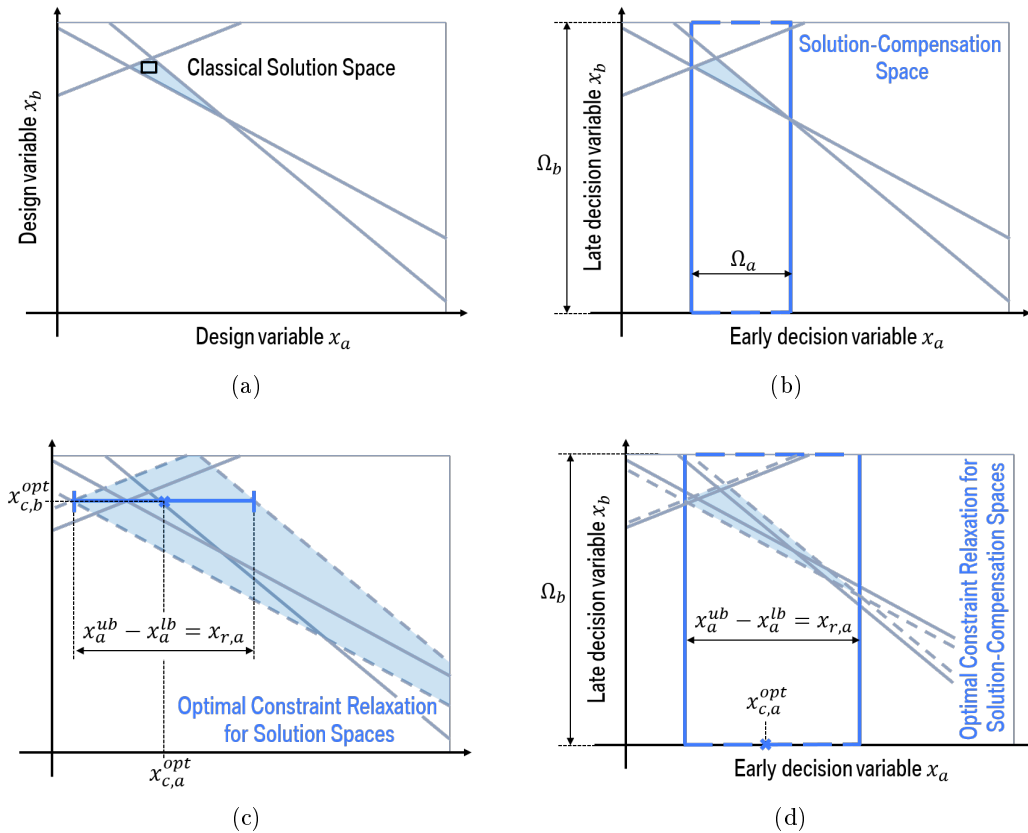 Classical Solution Space
Design variable x_b
Design variable x_a
(a)
Solution-Compensation
Space
Late decision variable x_b
Ω_b
Ω_a
Early decision variable x_a
(b)
x_{c,b}^{opt}
x_a^{ub} − x_a^{lb} = x_{r,a}
Optimal Constraint Relaxation
for Solution Spaces
x_{c,a}^{opt}
(c)
Late decision variable x_b
Ω_b
x_a^{ub} − x_a^{lb} = x_{r,a}
x_{c,a}^{opt}
Optimal Constraint Relaxation for
Solution-Compensation Spaces
Early decision variable x_a
(d)